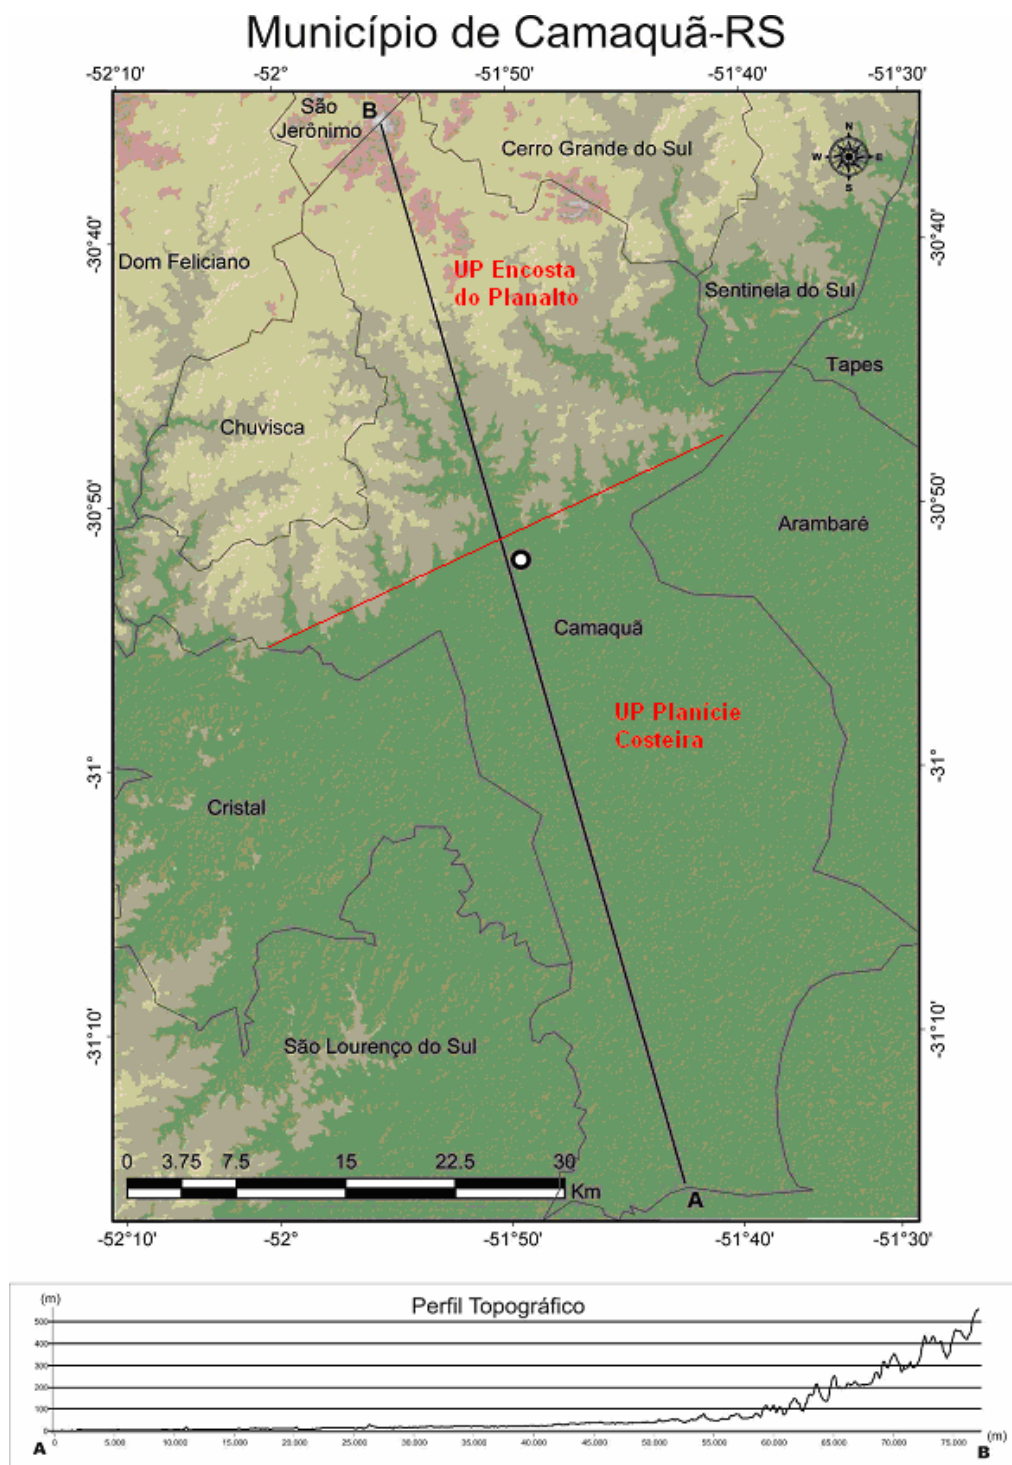 Município de Camaquã-RS
-52°10' -52° -51°50' -51°40' -51°30'
São
Jerônimo
B
Cerro Grande do Sul
N
W E
S
-30°40' -30°40'
Dom Feliciano
UP Encosta
do Planalto
Sentinela do Sul
Tapes
Chuvisca
-30°50' -30°50'
Arambaré
Camaquã
UP Planície
Costeira
-31° -31°
Cristal
-31°10' -31°10'
São Lourenço do Sul
0 3.75 7.5 15 22.5 30
Km
A
-52°10' -52° -51°50' -51°40' -51°30'
(m)
Perfil Topográfico
500
400
300
200
100
0
0 5.000 10.000 15.000 20.000 25.000 30.000 35.000 40.000 45.000 50.000 55.000 60.000 65.000 70.000 75.000 (m)
A B